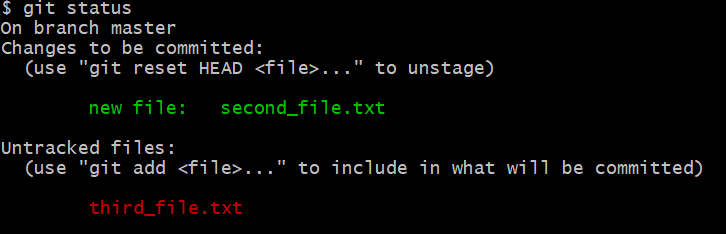 $ git status
On branch master
Changes to be committed:
  (use "git reset HEAD <file>..." to unstage)
        new file:   second_file.txt
Untracked files:
  (use "git add <file>..." to include in what will be committed)
        third_file.txt